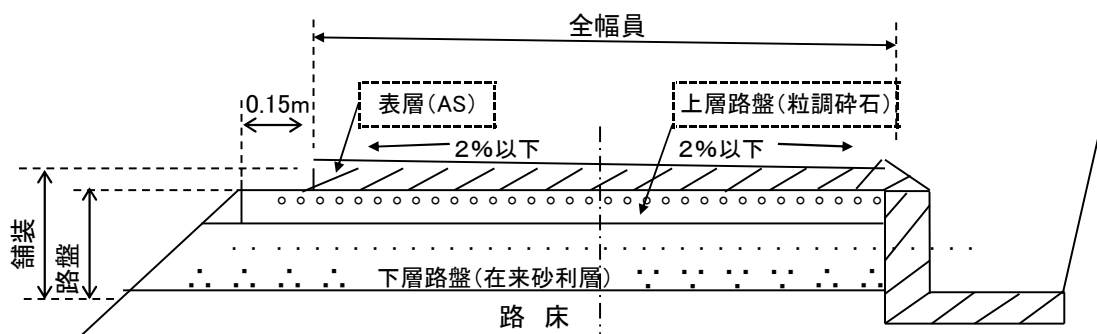 全幅員
0.15m
表層(AS)
上層路盤(粒調砕石)
2%以下
2%以下
舗装
路盤
下層路盤(在来砂利層)
路 床